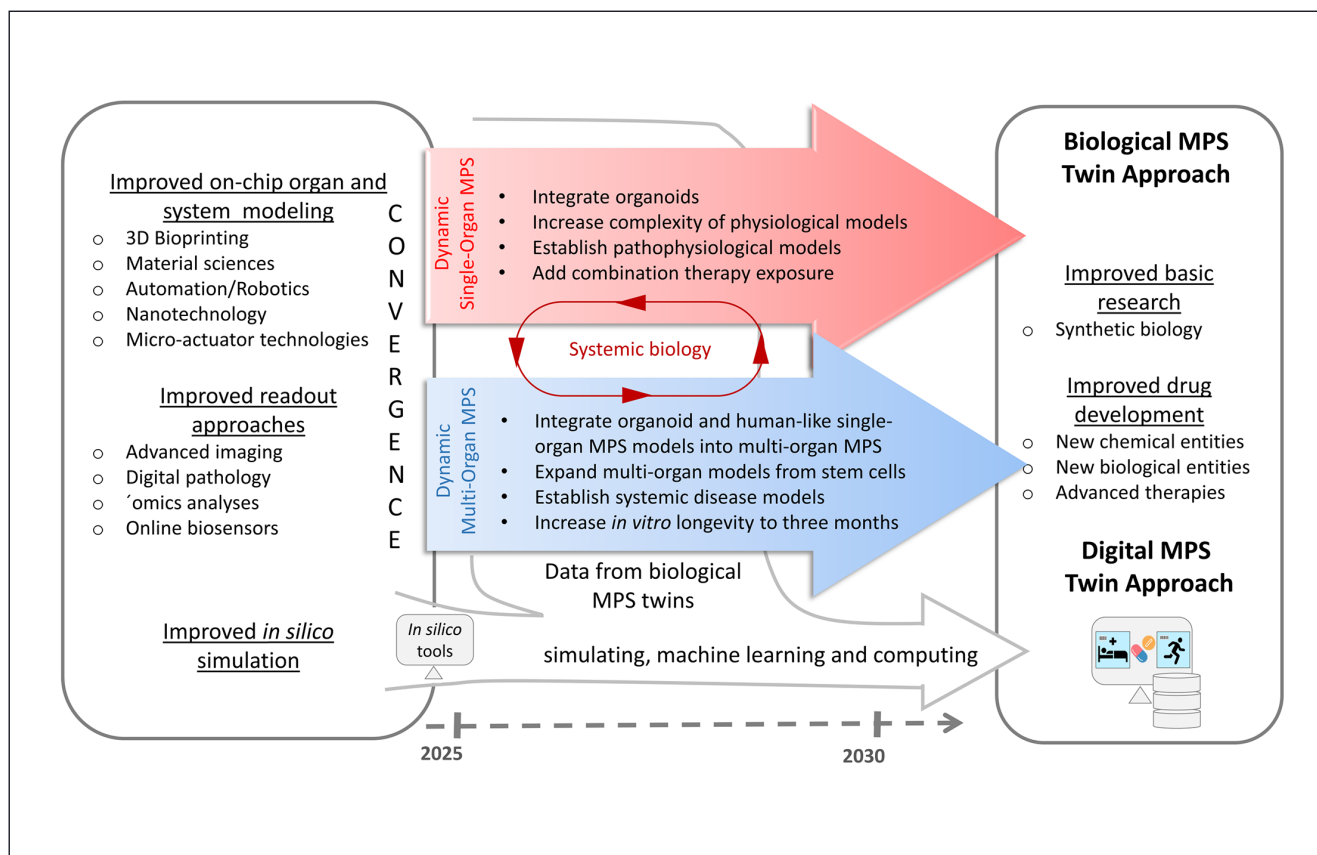 Improved on-chip organ and
system modeling
o 3D Bioprinting
o Material sciences
o Automation/Robotics
o Nanotechnology
o Micro-actuator technologies
Improved readout
approaches
o Advanced imaging
o Digital pathology
o ´omics analyses
o Online biosensors
Improved in silico
simulation
CONVERGENCE
In silico
tools
Dynamic
Single-Organ MPS
• Integrate organoids
• Increase complexity of physiological models
• Establish pathophysiological models
• Add combination therapy exposure
Systemic biology
Dynamic
Multi-Organ MPS
• Integrate organoid and human-like single-
organ MPS models into multi-organ MPS
• Expand multi-organ models from stem cells
• Establish systemic disease models
• Increase in vitro longevity to three months
Data from biological
MPS twins
simulating, machine learning and computing
2025
2030
Biological MPS
Twin Approach
Improved basic
research
o Synthetic biology
Improved drug
development
o New chemical entities
o New biological entities
o Advanced therapies
Digital MPS
Twin Approach